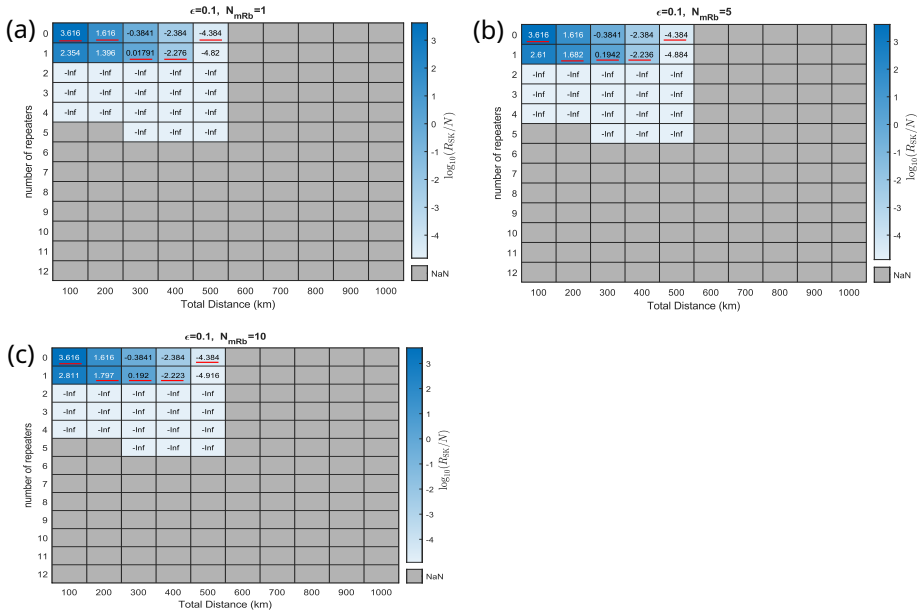 (a)
ϵ=0.1, N_mRb=1
number of repeaters
0 3.616 1.616 -0.3841 -2.384 -4.384
1 2.354 1.396 0.01791 -2.276 -4.82
2 -Inf -Inf -Inf -Inf -Inf
3 -Inf -Inf -Inf -Inf -Inf
4 -Inf -Inf -Inf -Inf -Inf
5 -Inf -Inf -Inf
6
7
8
9
10
11
12
100 200 300 400 500 600 700 800 900 1000
Total Distance (km)
3
2
1
0
-1
-2
-3
-4
log10(R_SK/N)
NaN
(b)
ϵ=0.1, N_mRb=5
number of repeaters
0 3.616 1.616 -0.3841 -2.384 -4.384
1 2.61 1.682 0.1942 -2.236 -4.884
2 -Inf -Inf -Inf -Inf -Inf
3 -Inf -Inf -Inf -Inf -Inf
4 -Inf -Inf -Inf -Inf -Inf
5 -Inf -Inf -Inf
6
7
8
9
10
11
12
100 200 300 400 500 600 700 800 900 1000
Total Distance (km)
3
2
1
0
-1
-2
-3
-4
log10(R_SK/N)
NaN
(c)
ϵ=0.1, N_mRb=10
number of repeaters
0 3.616 1.616 -0.3841 -2.384 -4.384
1 2.811 1.797 0.192 -2.223 -4.916
2 -Inf -Inf -Inf -Inf -Inf
3 -Inf -Inf -Inf -Inf -Inf
4 -Inf -Inf -Inf -Inf -Inf
5 -Inf -Inf -Inf
6
7
8
9
10
11
12
100 200 300 400 500 600 700 800 900 1000
Total Distance (km)
3
2
1
0
-1
-2
-3
-4
log10(R_SK/N)
NaN